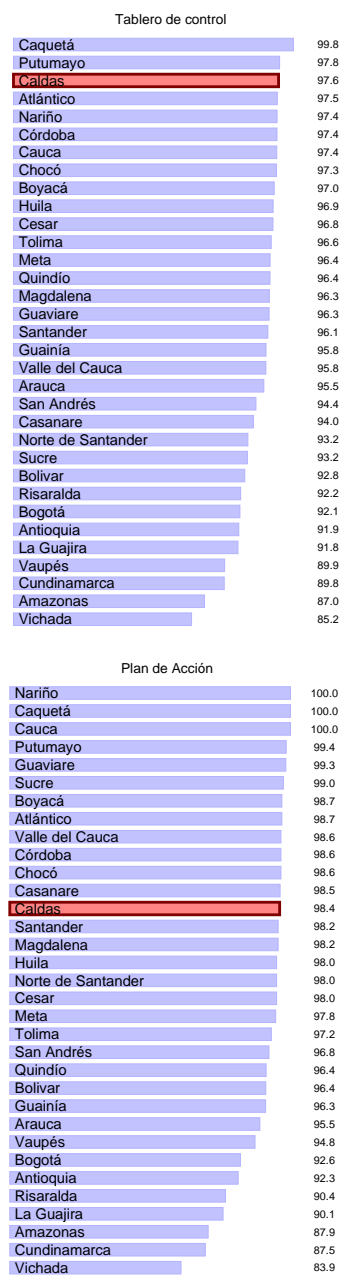 Tablero de control
Caquetá 99.8
Putumayo 97.8
Caldas 97.6
Atlántico 97.5
Nariño 97.4
Córdoba 97.4
Cauca 97.4
Chocó 97.3
Boyacá 97.0
Huila 96.9
Cesar 96.8
Tolima 96.6
Meta 96.4
Quindío 96.4
Magdalena 96.3
Guaviare 96.3
Santander 96.1
Guainía 95.8
Valle del Cauca 95.8
Arauca 95.5
San Andrés 94.4
Casanare 94.0
Norte de Santander 93.2
Sucre 93.2
Bolivar 92.8
Risaralda 92.2
Bogotá 92.1
Antioquia 91.9
La Guajira 91.8
Vaupés 89.9
Cundinamarca 89.8
Amazonas 87.0
Vichada 85.2
Plan de Acción
Nariño 100.0
Caquetá 100.0
Cauca 100.0
Putumayo 99.4
Guaviare 99.3
Sucre 99.0
Boyacá 98.7
Atlántico 98.7
Valle del Cauca 98.6
Córdoba 98.6
Chocó 98.6
Casanare 98.5
Caldas 98.4
Santander 98.2
Magdalena 98.2
Huila 98.0
Norte de Santander 98.0
Cesar 98.0
Meta 97.8
Tolima 97.2
San Andrés 96.8
Quindío 96.4
Bolivar 96.4
Guainía 96.3
Arauca 95.5
Vaupés 94.8
Bogotá 92.6
Antioquia 92.3
Risaralda 90.4
La Guajira 90.1
Amazonas 87.9
Cundinamarca 87.5
Vichada 83.9